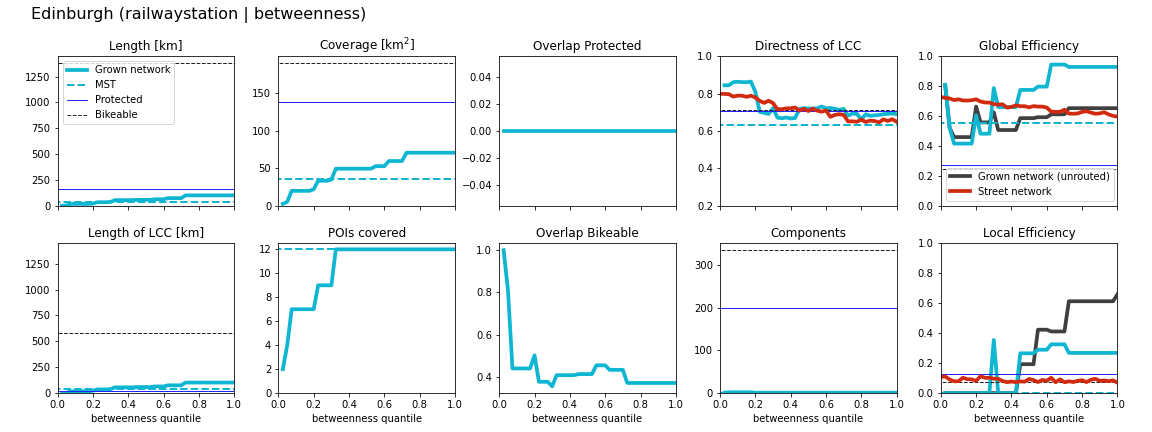 Edinburgh (railwaystation | betweenness)
Length [km]
1250
1000
750
500
250
0
Grown network
MST
Protected
Bikeable
Coverage [km²]
150
100
50
0
Overlap Protected
0.04
0.02
0.00
−0.02
−0.04
Directness of LCC
1.0
0.8
0.6
0.4
0.2
Global Efficiency
1.0
0.8
0.6
0.4
0.2
0.0
Grown network (unrouted)
Street network
Length of LCC [km]
1250
1000
750
500
250
0
0.0 0.2 0.4 0.6 0.8 1.0
betweenness quantile
POIs covered
12
10
8
6
4
2
0
0.0 0.2 0.4 0.6 0.8 1.0
betweenness quantile
Overlap Bikeable
1.0
0.8
0.6
0.4
0.0 0.2 0.4 0.6 0.8 1.0
betweenness quantile
Components
300
200
100
0
0.0 0.2 0.4 0.6 0.8 1.0
betweenness quantile
Local Efficiency
1.0
0.8
0.6
0.4
0.2
0.0
0.0 0.2 0.4 0.6 0.8 1.0
betweenness quantile